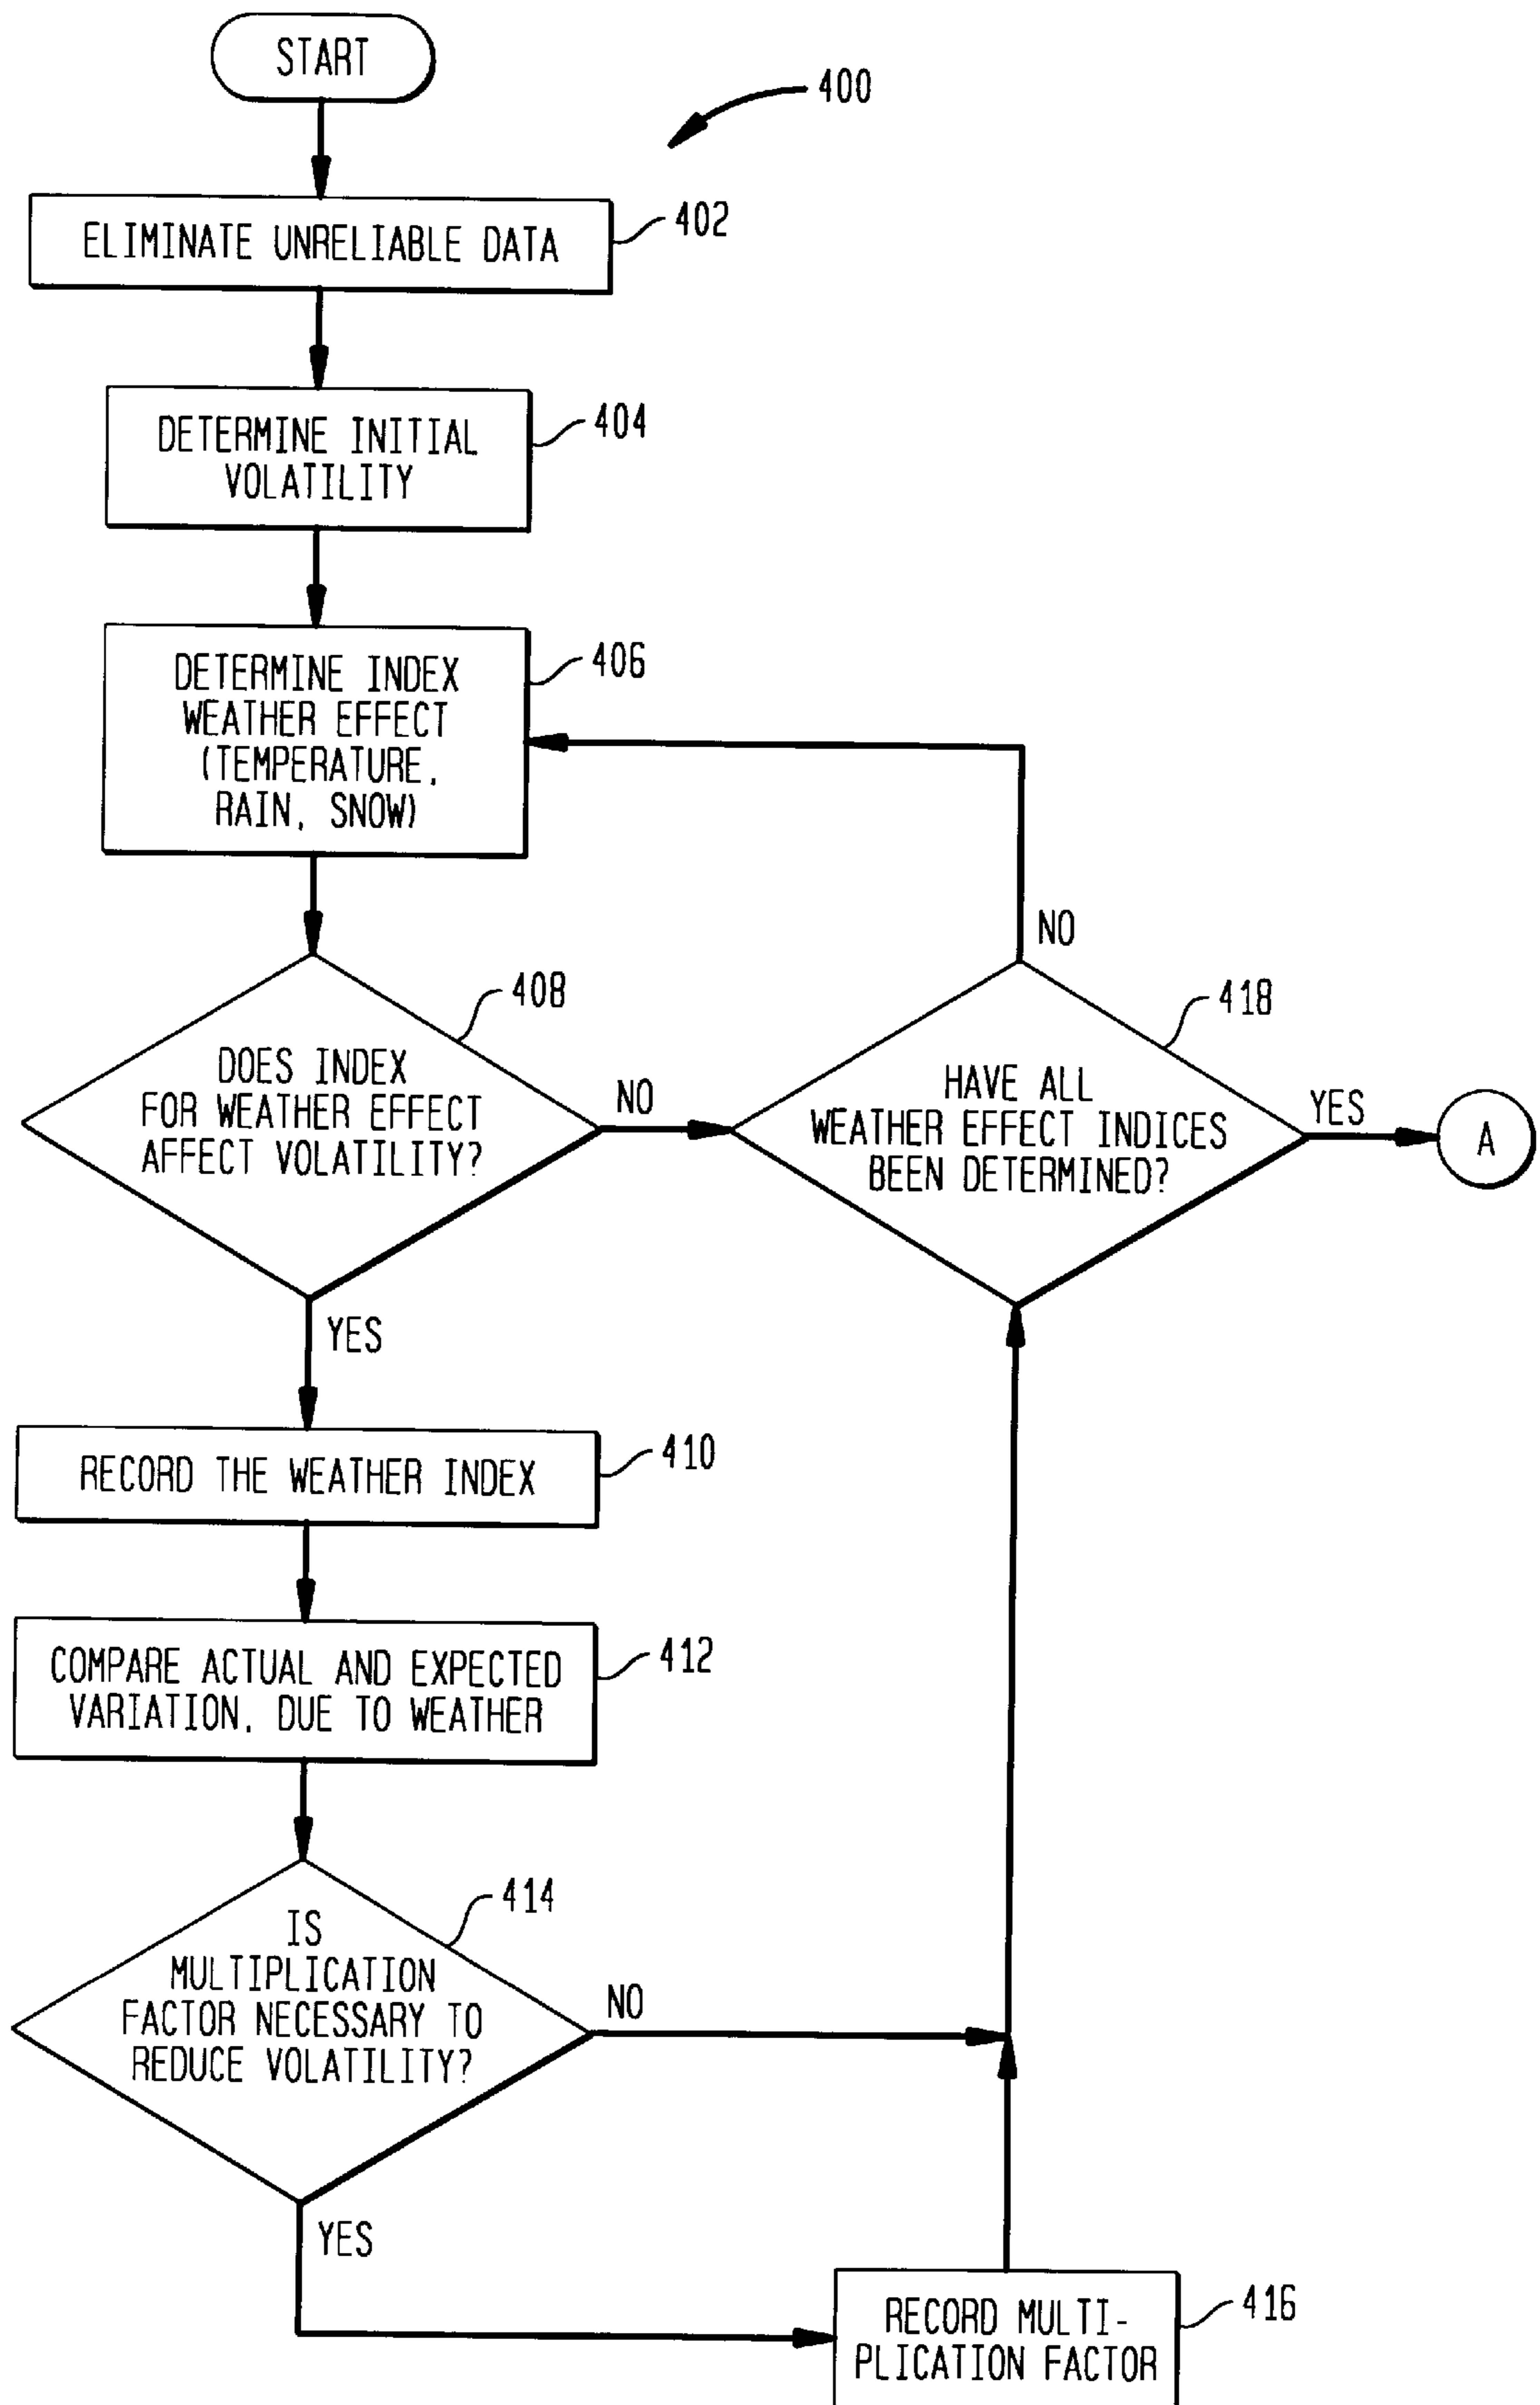 START
400
ELIMINATE UNRELIABLE DATA
402
DETERMINE INITIAL
VOLATILITY
404
DETERMINE INDEX
WEATHER EFFECT
(TEMPERATURE,
RAIN, SNOW)
406
DOES INDEX
FOR WEATHER EFFECT
AFFECT VOLATILITY?
408
NO
YES
HAVE ALL
WEATHER EFFECT INDICES
BEEN DETERMINED?
418
NO
YES
A
RECORD THE WEATHER INDEX
410
COMPARE ACTUAL AND EXPECTED
VARIATION, DUE TO WEATHER
412
IS
MULTIPLICATION
FACTOR NECESSARY TO
REDUCE VOLATILITY?
414
NO
YES
RECORD MULTI-
PLICATION FACTOR
416